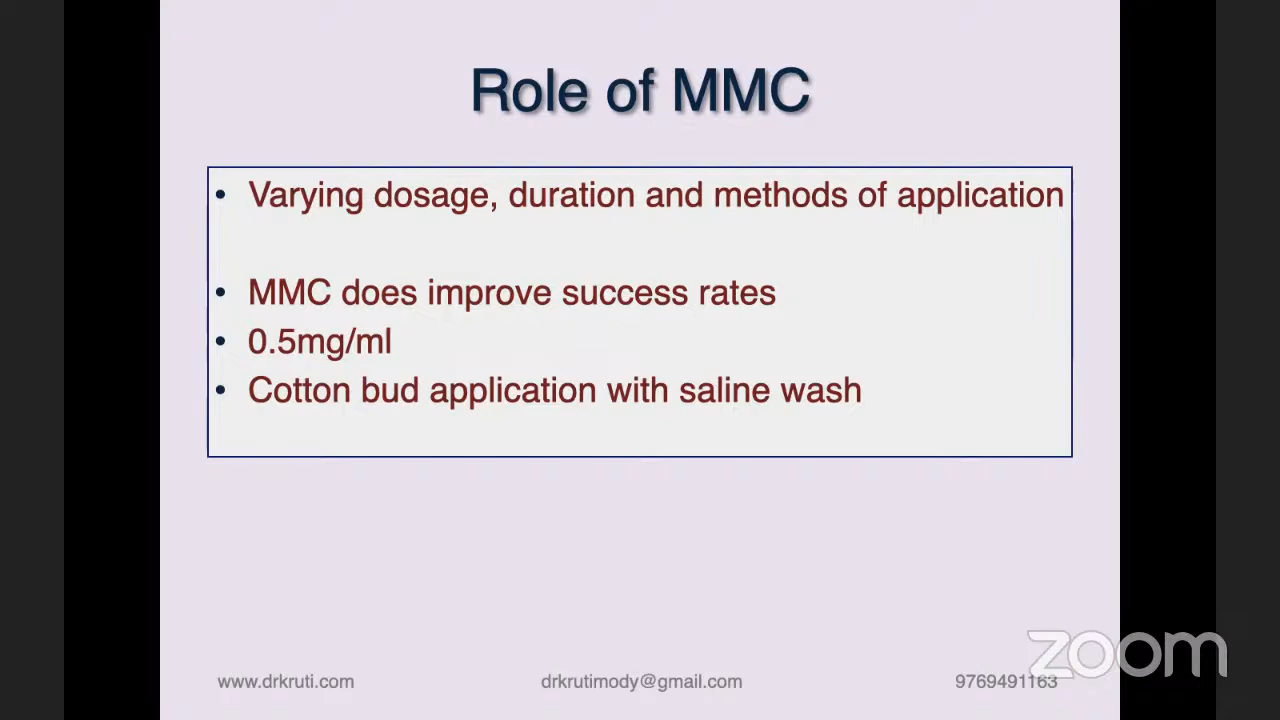 Role of MMC
• Varying dosage, duration and methods of application
• MMC does improve success rates
• 0.5mg/ml
• Cotton bud application with saline wash
www.drkruti.com drkrutimody@gmail.com 9769491163
zoom